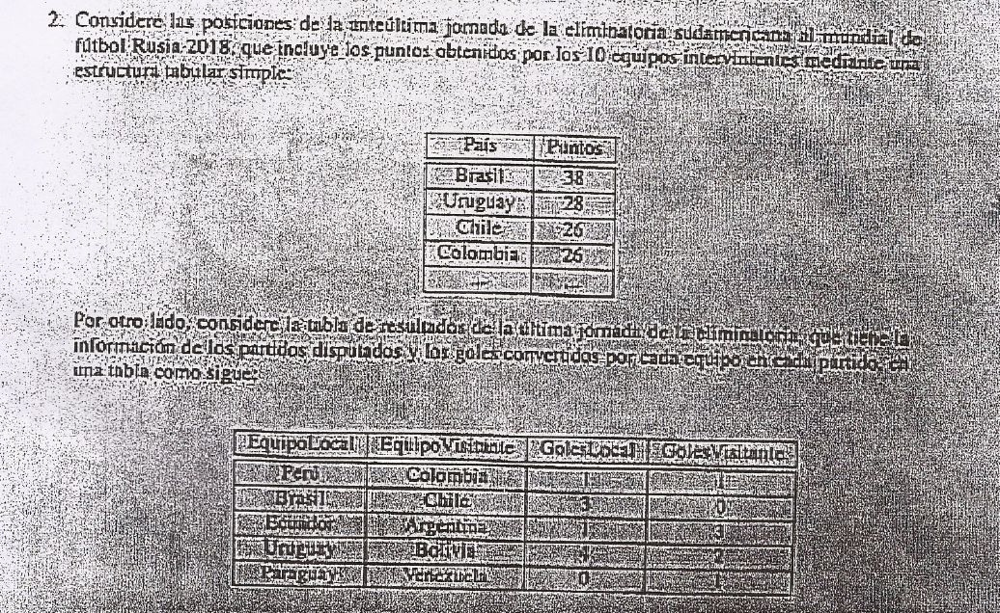 2. Considere las posiciones de la anteúltima jornada de la eliminatoria sudamericana al mundial de
fútbol Rusia 2018, que incluye los puntos obtenidos por los 10 equipos intervinientes mediante una
estructura tabular simple:
País Puntos
Brasil 38
Uruguay 28
Chile 26
Colombia 26
... ...
Por otro lado, considere la tabla de resultados de la última jornada de la eliminatoria, que tiene la
información de los partidos disputados y los goles convertidos por cada equipo en cada partido, en
una tabla como sigue:
EquipoLocal EquipoVisitante GolesLocal GolesVisitante
Perú Colombia 1 1
Brasil Chile 3 0
Ecuador Argentina 1 3
Uruguay Bolivia 4 2
Paraguay Venezuela 0 1